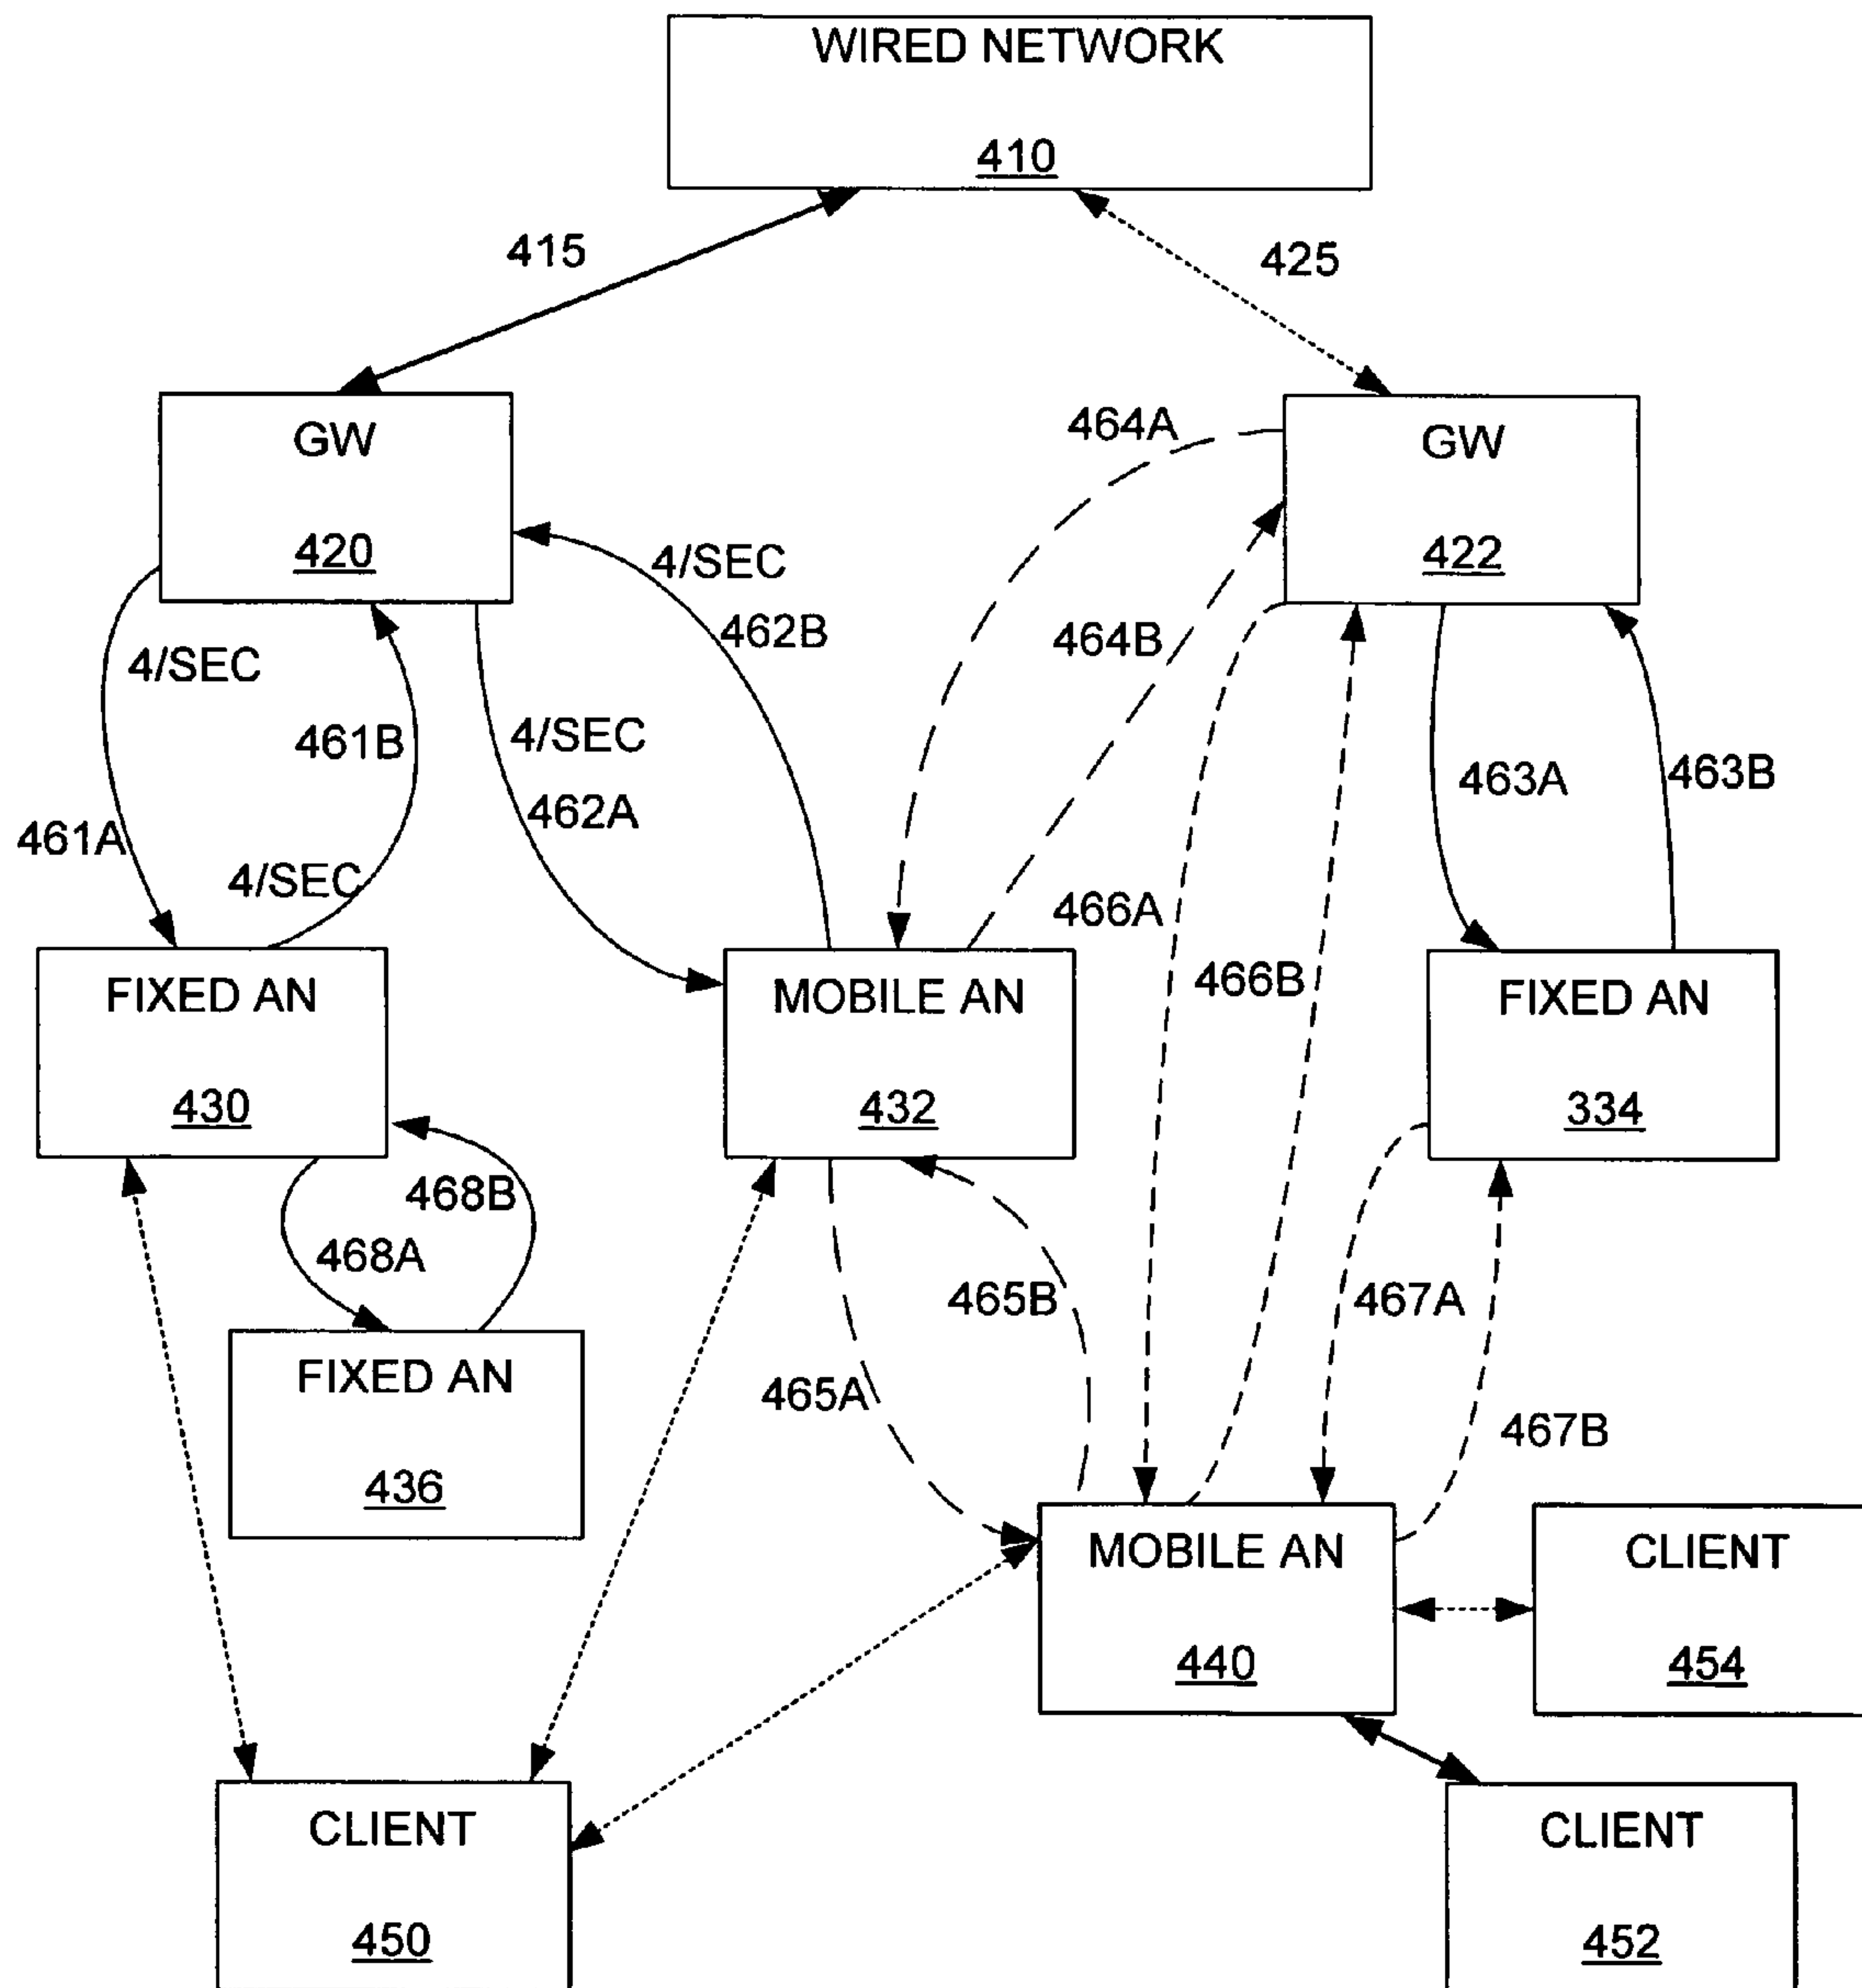 WIRED NETWORK
410
415
425
GW
420
464A
GW
422
4/SEC
462B
464B
4/SEC
461B
4/SEC
462A
463A
463B
461A
4/SEC
466A
466B
FIXED AN
430
MOBILE AN
432
FIXED AN
334
468B
468A
465B
467A
465A
467B
FIXED AN
436
MOBILE AN
440
CLIENT
454
CLIENT
450
CLIENT
452